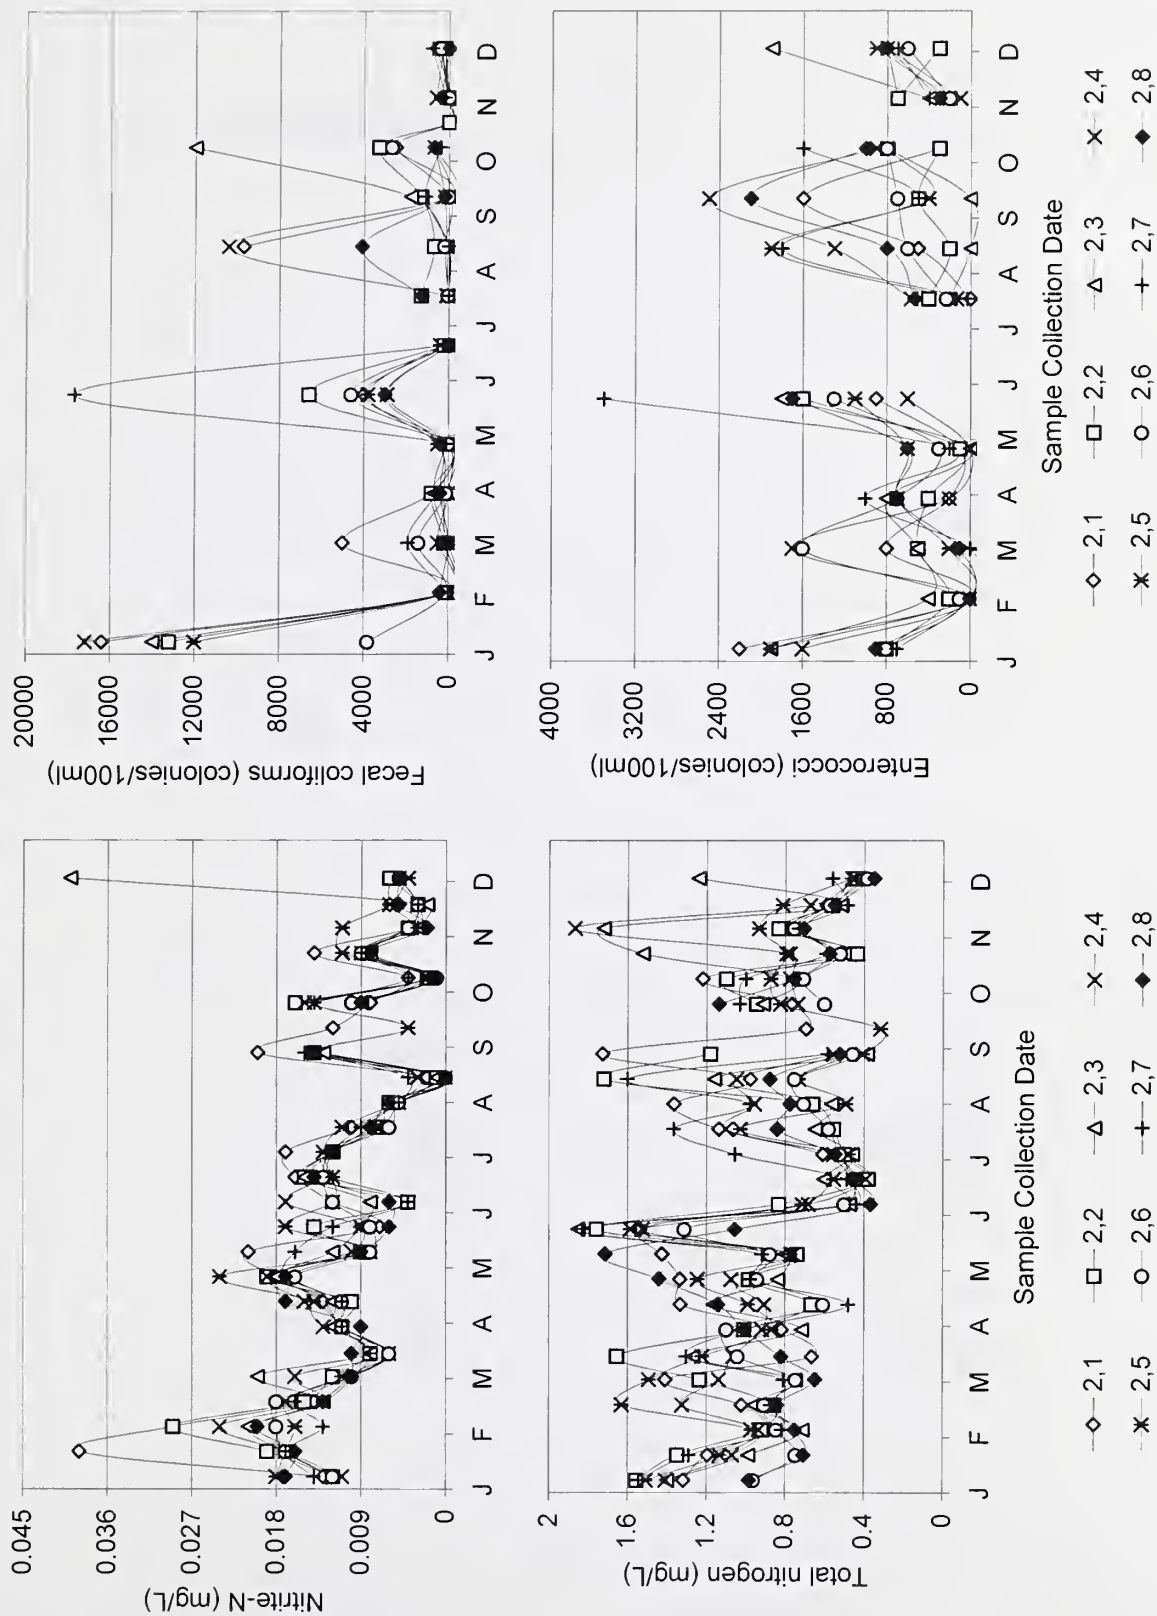 Nitrite-N (mg/L)
0.045
0.036
0.027
0.018
0.009
0
J F M A M J J A S O N D
Fecal coliforms (colonies/100ml)
20000
16000
12000
8000
4000
0
J F M A M J J A S O N D
Total nitrogen (mg/L)
2
1.6
1.2
0.8
0.4
0
J F M A M J J A S O N D
Sample Collection Date
2,1 2,2 2,3 2,4
2,5 2,6 2,7 2,8
Enterococci (colonies/100ml)
4000
3200
2400
1600
800
0
J F M A M J J A S O N D
Sample Collection Date
2,1 2,2 2,3 2,4
2,5 2,6 2,7 2,8